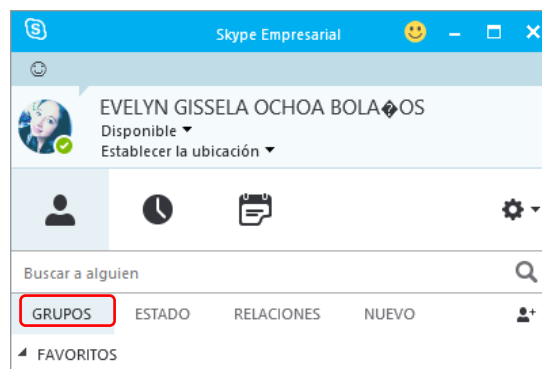 Skype Empresarial
EVELYN GISSELA OCHOA BOLA�OS
Disponible
Establecer la ubicación
Buscar a alguien
GRUPOS ESTADO RELACIONES NUEVO
FAVORITOS